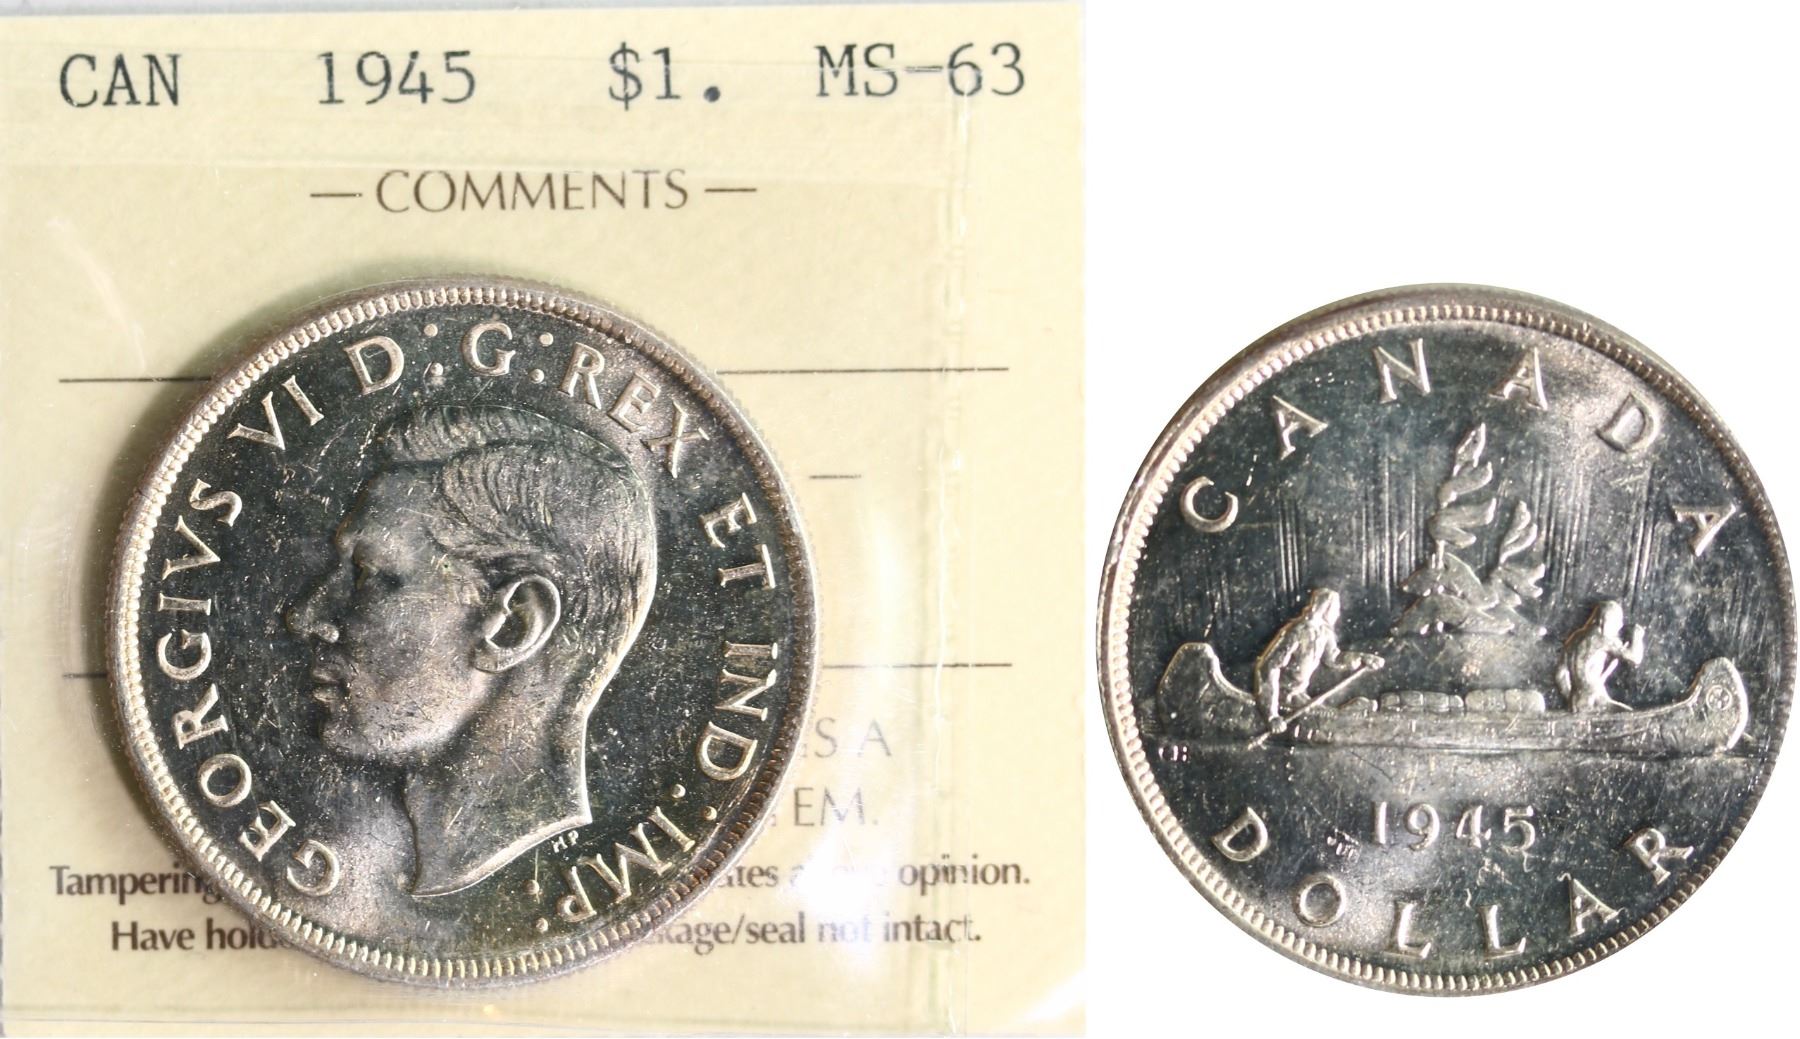 CAN 1945 $1. MS-63
— COMMENTS —
GEORGIVS VI D:G:REX ET IND:IMP:
HP
S A
EM.
Tampering ates opinion.
Have hol kage/seal not intact.
CANADA
1945
DOLLAR